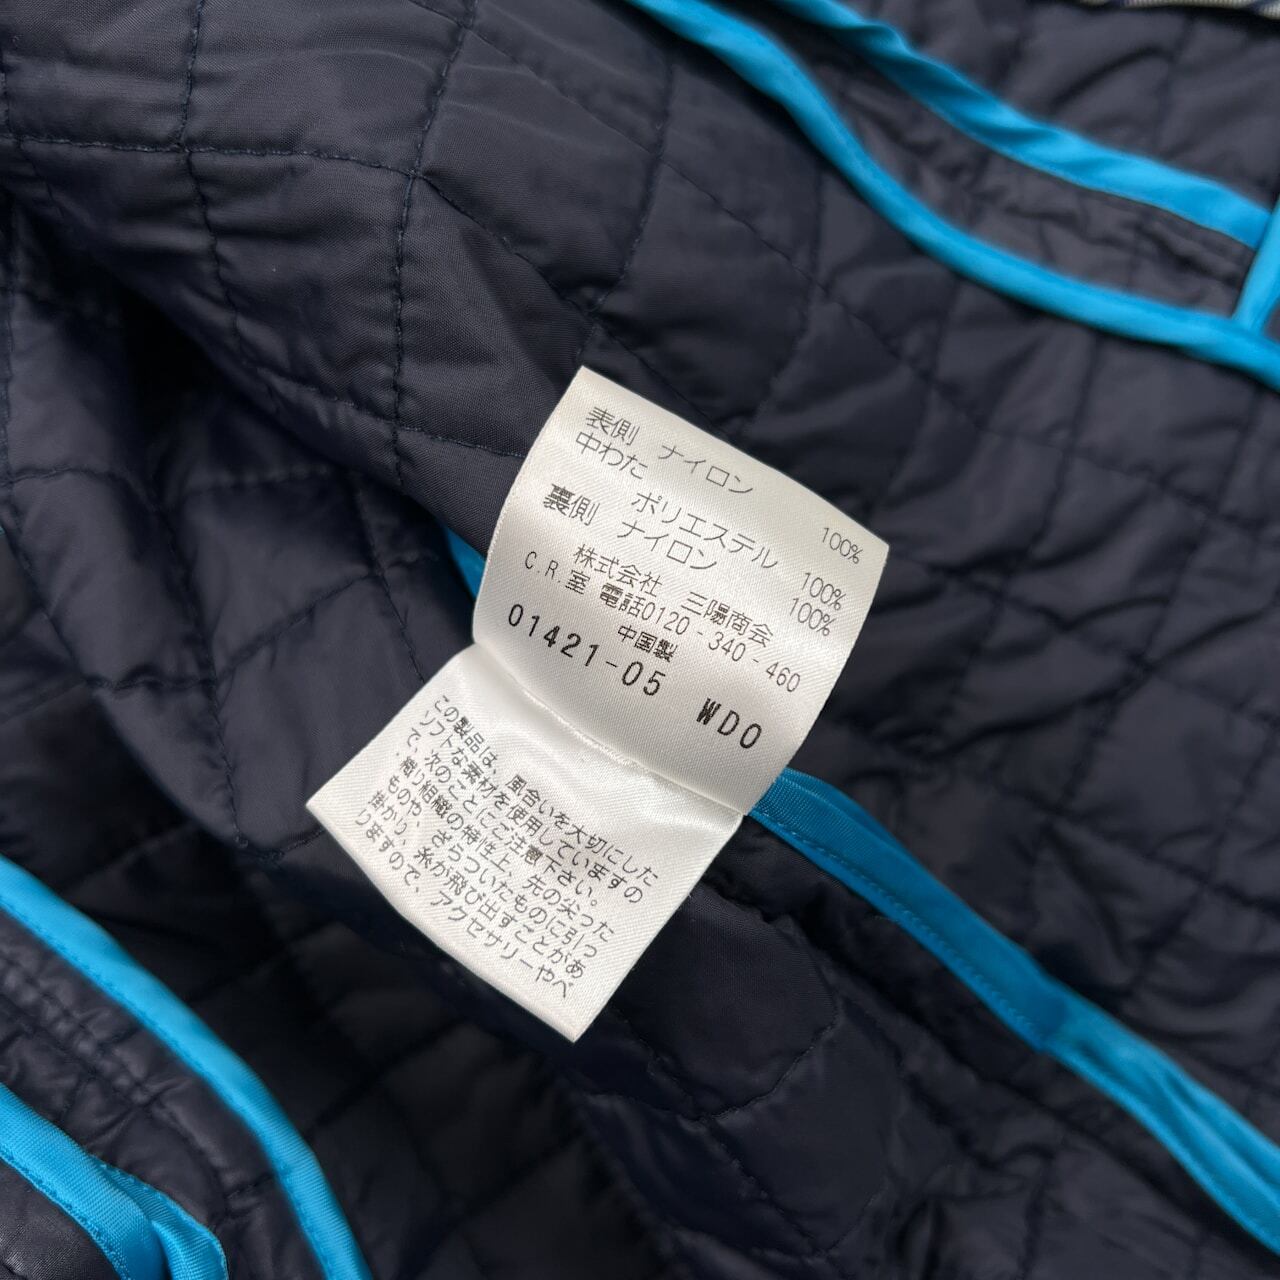 表側 ナイロン 100%
中わた
ポリエステル 100%
裏側 ナイロン 100%
株式会社 三陽商会
C.R.室 電話0120-340-460
中国製
01421-05 WDO
この製品は、風合いを大切にした
ソフトな素材を使用していますの
で、次のことにご注意下さい。
・織り組織の特性上、先の尖った
ものや、ざらついたものに引っ
掛かり、糸が飛び出すことがあ
りますので、アクセサリーやベ